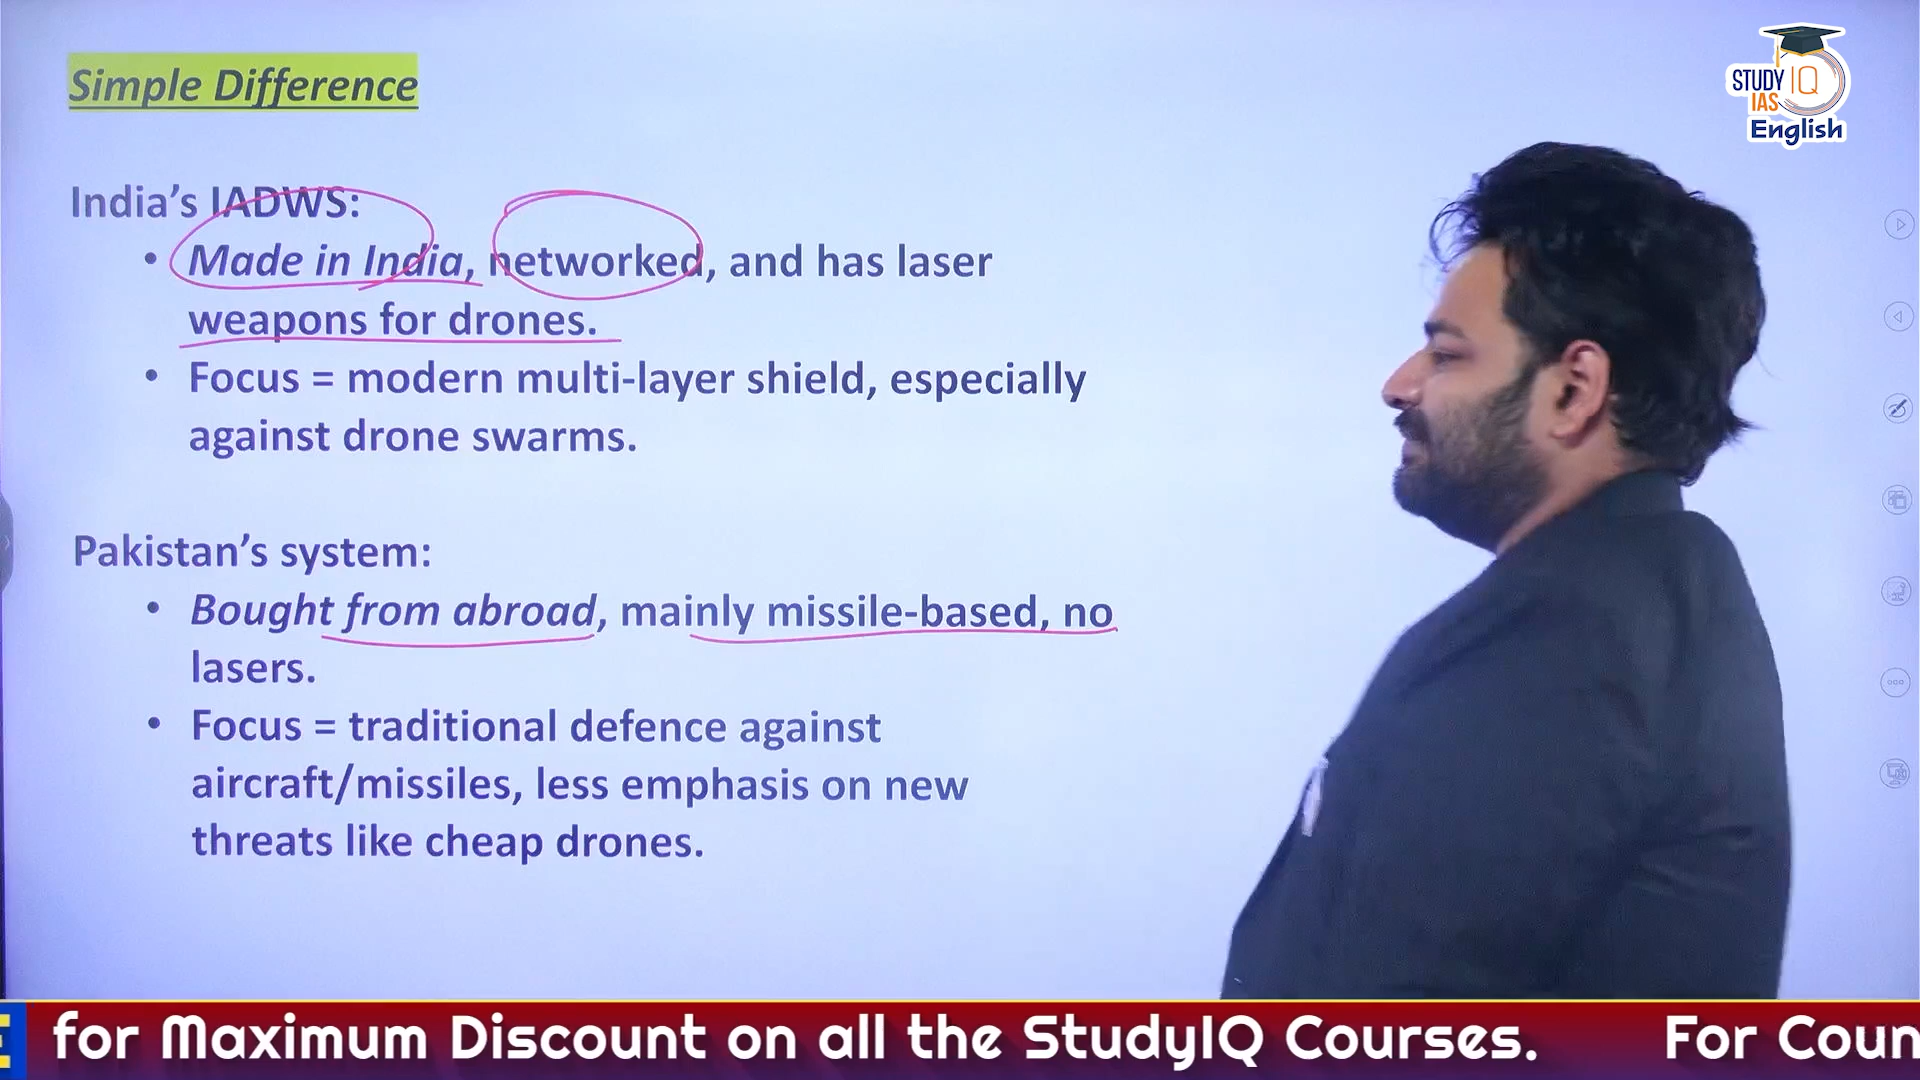 Simple Difference
STUDY IQ
IAS
English
India's IADWS:
• Made in India, networked, and has laser
weapons for drones.
• Focus = modern multi-layer shield, especially
against drone swarms.
Pakistan's system:
• Bought from abroad, mainly missile-based, no
lasers.
• Focus = traditional defence against
aircraft/missiles, less emphasis on new
threats like cheap drones.
E for Maximum Discount on all the StudyIQ Courses. For Coun